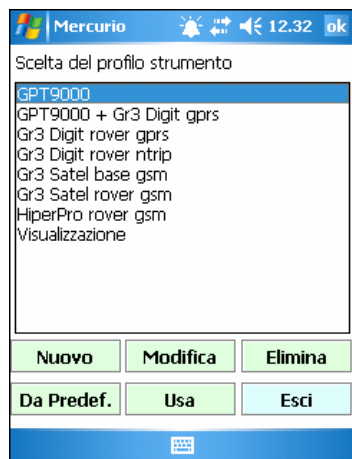 Mercurio 12.32 ok
Scelta del profilo strumento
GPT9000
GPT9000 + Gr3 Digit gprs
Gr3 Digit rover gprs
Gr3 Digit rover ntrip
Gr3 Satel base gsm
Gr3 Satel rover gsm
HiperPro rover gsm
Visualizzazione
Nuovo Modifica Elimina
Da Predef. Usa Esci